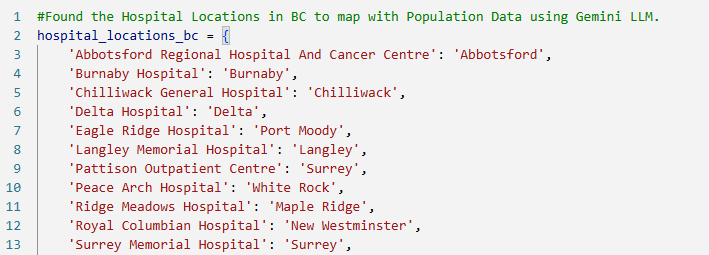 1 #Found the Hospital Locations in BC to map with Population Data using Gemini LLM.
2 hospital_locations_bc = {
3 'Abbotsford Regional Hospital And Cancer Centre': 'Abbotsford',
4 'Burnaby Hospital': 'Burnaby',
5 'Chilliwack General Hospital': 'Chilliwack',
6 'Delta Hospital': 'Delta',
7 'Eagle Ridge Hospital': 'Port Moody',
8 'Langley Memorial Hospital': 'Langley',
9 'Pattison Outpatient Centre': 'Surrey',
10 'Peace Arch Hospital': 'White Rock',
11 'Ridge Meadows Hospital': 'Maple Ridge',
12 'Royal Columbian Hospital': 'New Westminster',
13 'Surrey Memorial Hospital': 'Surrey',